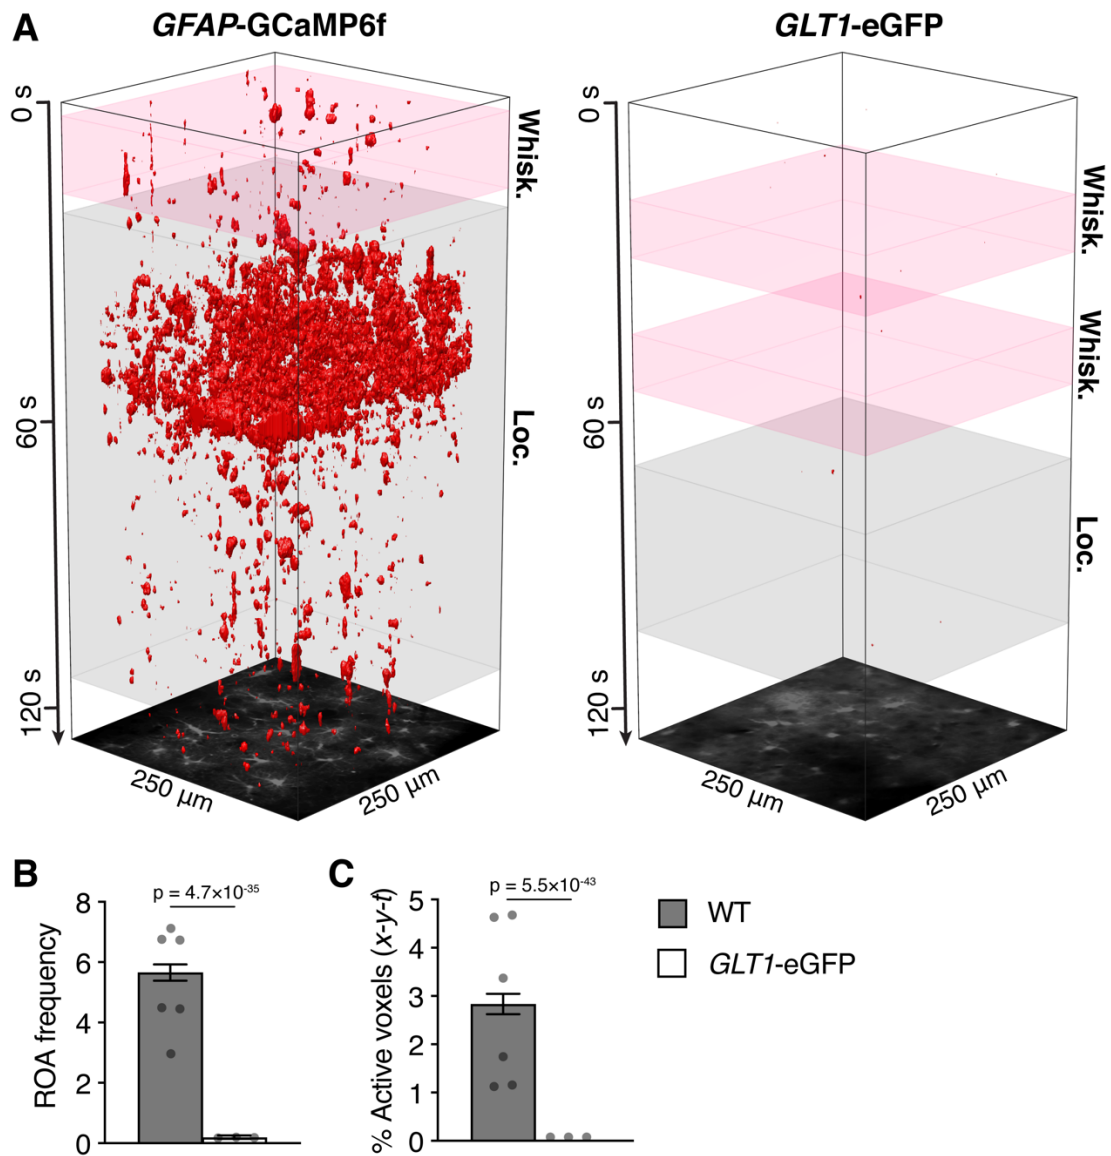 A
GFAP-GCaMP6f
GLT1-eGFP
0 s
60 s
120 s
Whisk.
Loc.
250 µm
250 µm
0 s
60 s
120 s
Whisk.
Whisk.
Loc.
250 µm
250 µm
B
p = 4.7×10-35
ROA frequency
8
6
4
2
0
C
p = 5.5×10-43
% Active voxels (x-y-t)
5
4
3
2
1
0
WT
GLT1-eGFP